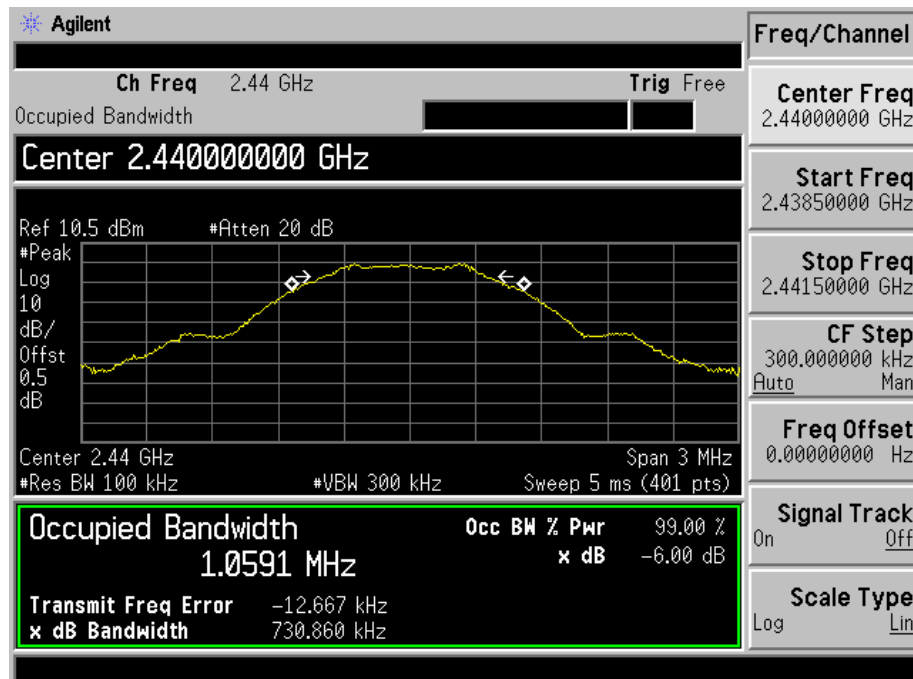 Agilent
Freq/Channel
Ch Freq 2.44 GHz Trig Free
Occupied Bandwidth
Center 2.440000000 GHz
Ref 10.5 dBm #Atten 20 dB
#Peak
Log
10
dB/
Offst
0.5
dB
Center 2.44 GHz Span 3 MHz
#Res BW 100 kHz #VBW 300 kHz Sweep 5 ms (401 pts)
Occupied Bandwidth
1.0591 MHz
Occ BW % Pwr 99.00 %
x dB -6.00 dB
Transmit Freq Error -12.667 kHz
x dB Bandwidth 730.860 kHz
Center Freq
2.44000000 GHz
Start Freq
2.43850000 GHz
Stop Freq
2.44150000 GHz
CF Step
300.000000 kHz
Auto Man
Freq Offset
0.00000000 Hz
Signal Track
On Off
Scale Type
Log Lin